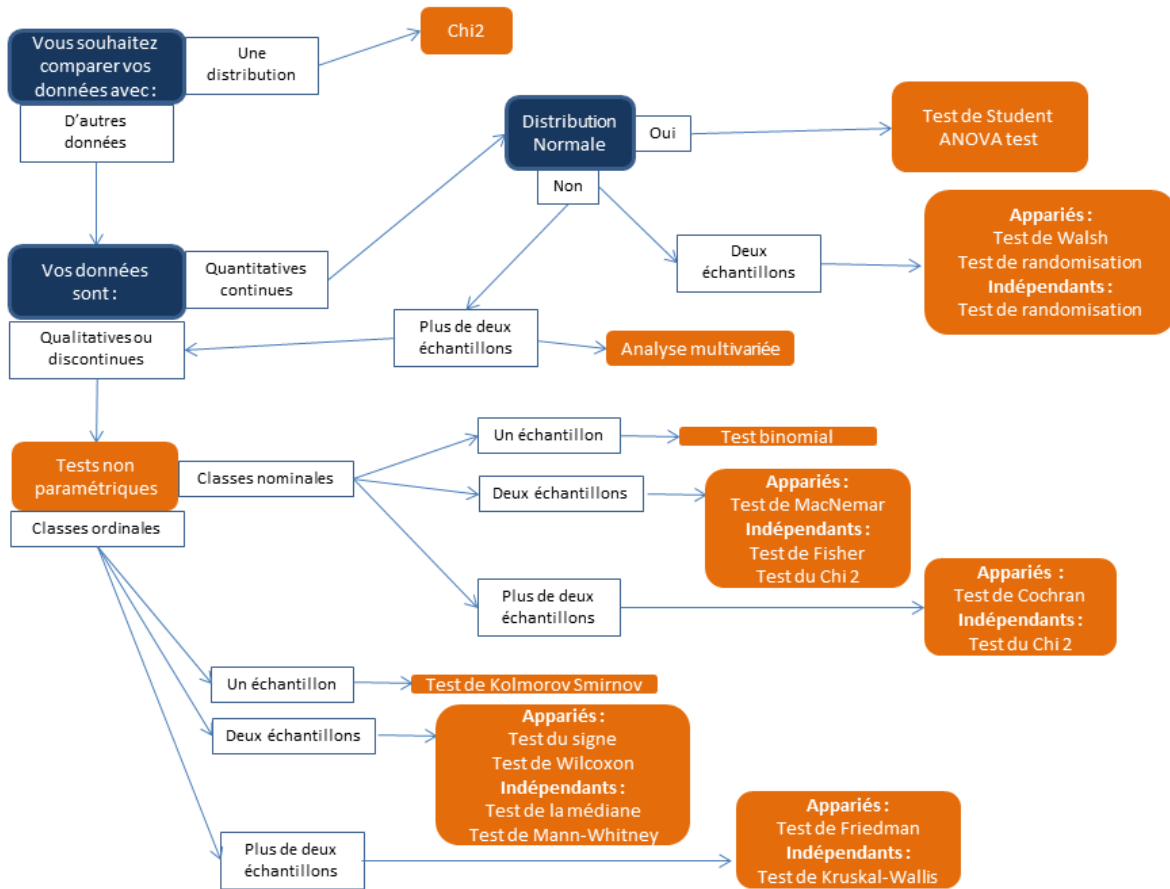 Vous souhaitez
comparer vos
données avec :
Une
distribution
Chi2
D'autres
données
Distribution
Normale
Oui
Non
Test de Student
ANOVA test
Vos données
sont :
Quantitatives
continues
Deux
échantillons
Appariés :
Test de Walsh
Test de randomisation
Indépendants :
Test de randomisation
Qualitatives ou
discontinues
Plus de deux
échantillons
Analyse multivariée
Tests non
paramétriques
Classes nominales
Classes ordinales
Un échantillon
Test binomial
Deux échantillons
Appariés :
Test de MacNemar
Indépendants :
Test de Fisher
Test du Chi 2
Plus de deux
échantillons
Appariés :
Test de Cochran
Indépendants :
Test du Chi 2
Un échantillon
Test de Kolmorov Smirnov
Deux échantillons
Appariés :
Test du signe
Test de Wilcoxon
Indépendants :
Test de la médiane
Test de Mann-Whitney
Plus de deux
échantillons
Appariés :
Test de Friedman
Indépendants :
Test de Kruskal-Wallis